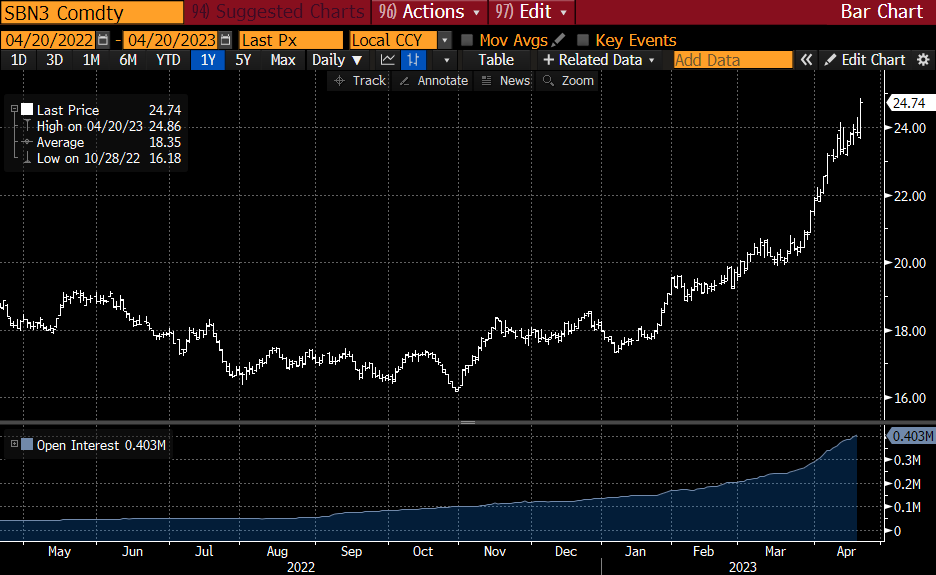 SBN3 Comdty 94) Suggested Charts 96) Actions 97) Edit Bar Chart
04/20/2022 - 04/20/2023 Last Px Local CCY Mov Avgs Key Events
1D 3D 1M 6M YTD 1Y 5Y Max Daily ▼ Table + Related Data Add Data « Edit Chart
Track Annotate News Zoom
Last Price 24.74
High on 04/20/23 24.86
Average 18.35
Low on 10/28/22 16.18
24.74
24.00
22.00
20.00
18.00
16.00
Open Interest 0.403M
0.403M
0.3M
0.2M
0.1M
0
May Jun Jul Aug Sep Oct Nov Dec Jan Feb Mar Apr
2022 2023